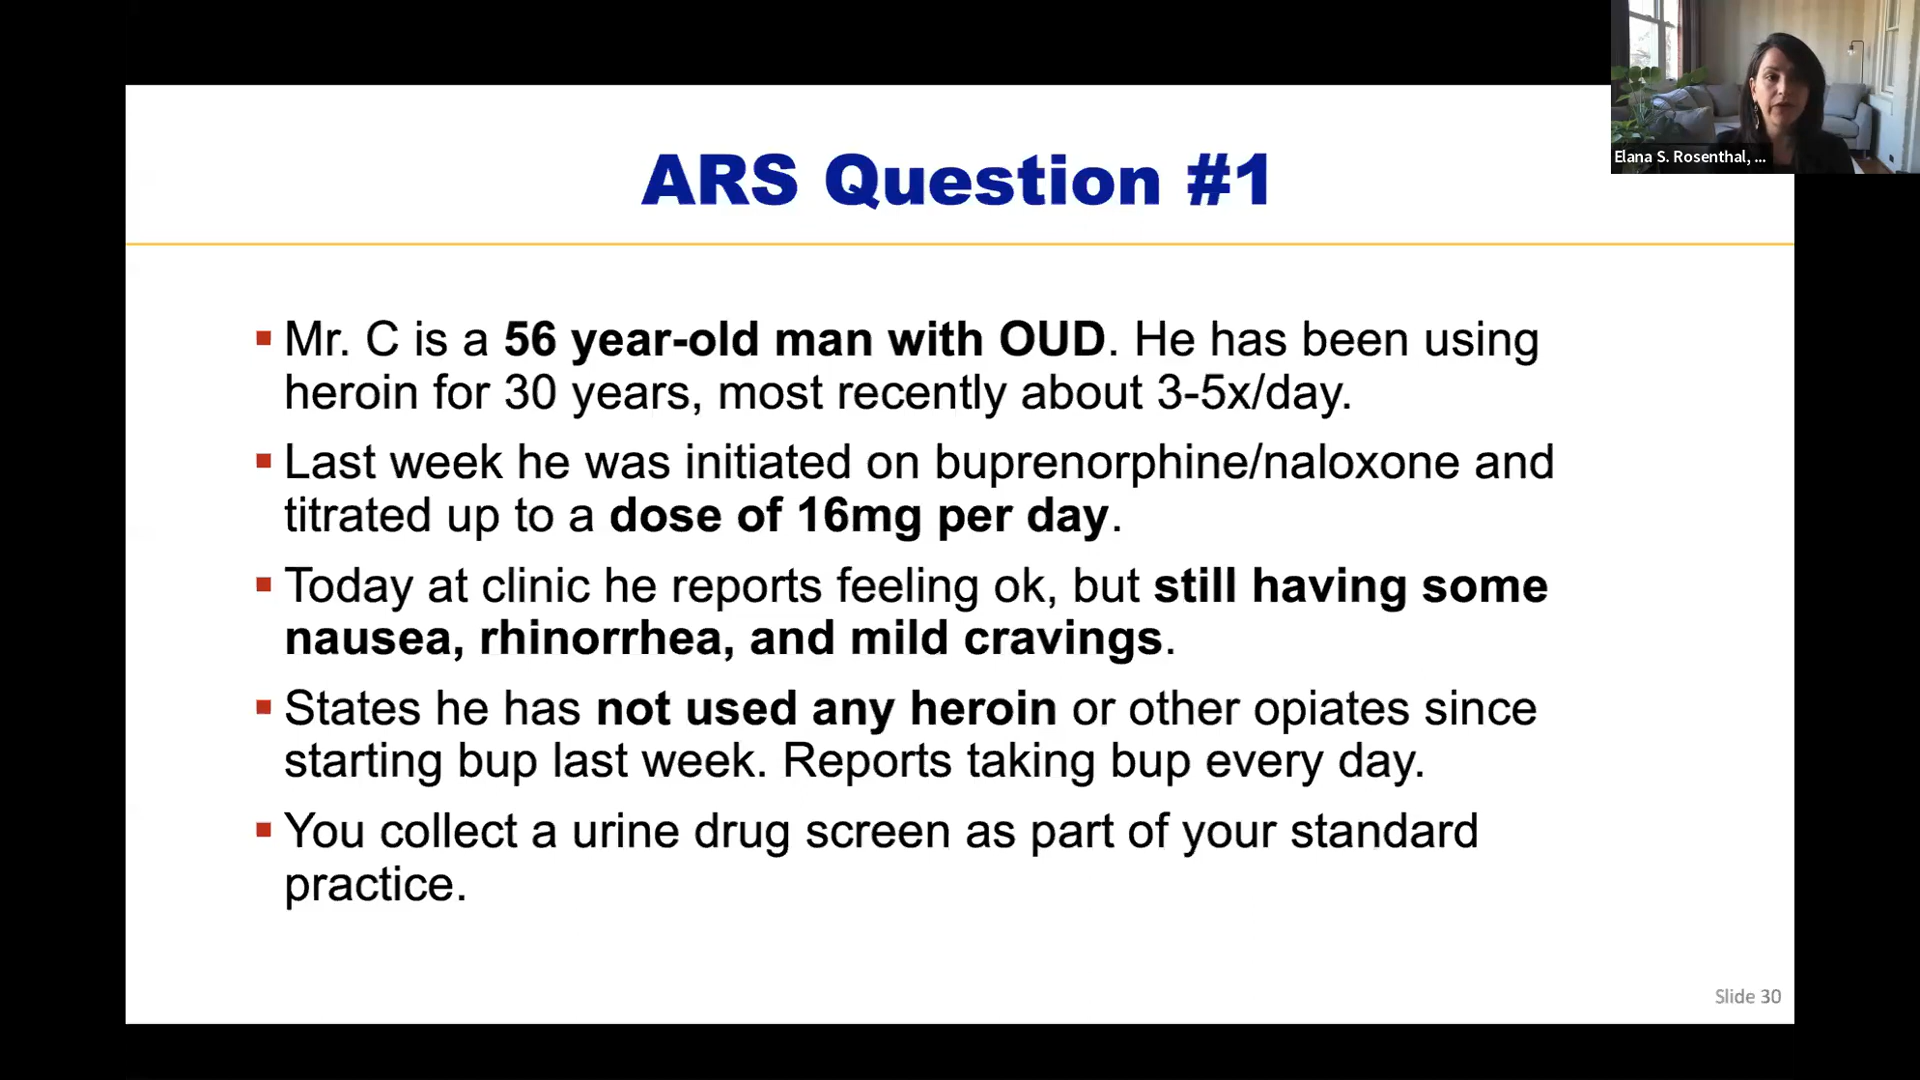 Elana S. Rosenthal, ...
ARS Question #1
▪ Mr. C is a 56 year-old man with OUD. He has been using
heroin for 30 years, most recently about 3-5x/day.
▪ Last week he was initiated on buprenorphine/naloxone and
titrated up to a dose of 16mg per day.
▪ Today at clinic he reports feeling ok, but still having some
nausea, rhinorrhea, and mild cravings.
▪ States he has not used any heroin or other opiates since
starting bup last week. Reports taking bup every day.
▪ You collect a urine drug screen as part of your standard
practice.
Slide 30